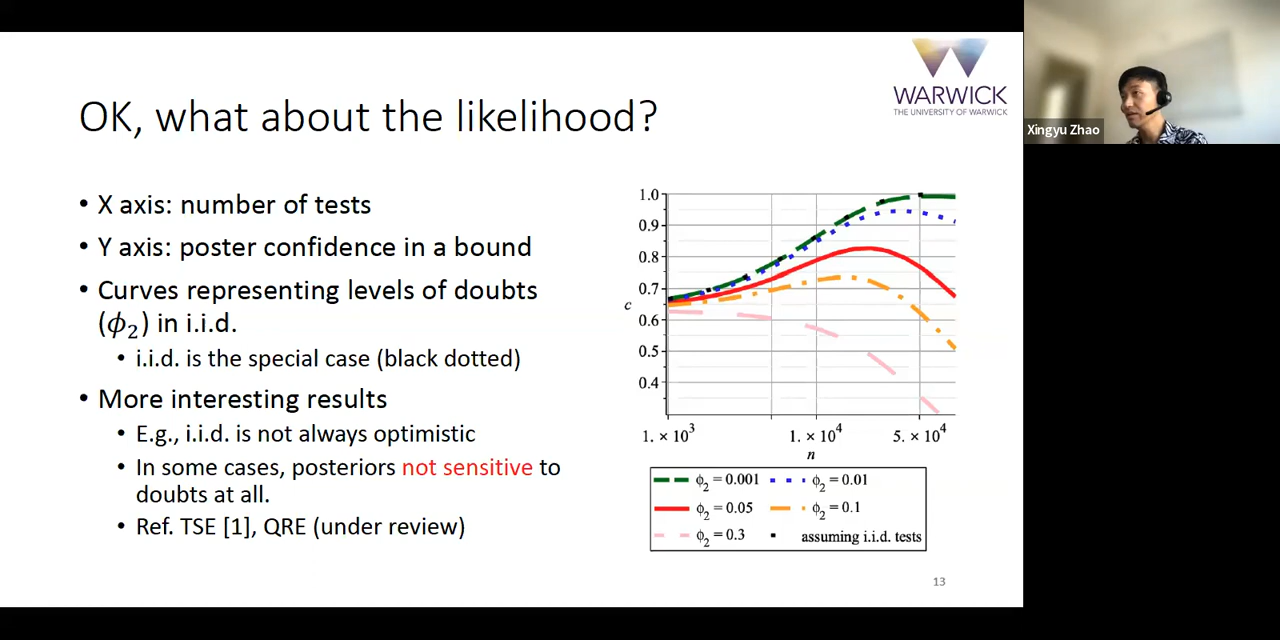 WARWICK
THE UNIVERSITY OF WARWICK
Xingyu Zhao
OK, what about the likelihood?
• X axis: number of tests
• Y axis: poster confidence in a bound
• Curves representing levels of doubts
(ϕ₂) in i.i.d.
• i.i.d. is the special case (black dotted)
• More interesting results
• E.g., i.i.d. is not always optimistic
• In some cases, posteriors not sensitive to
doubts at all.
• Ref. TSE [1], QRE (under review)
1.0
0.9
0.8
0.7
c
0.6
0.5
0.4
1. × 10³ 1. × 10⁴ 5. × 10⁴
n
ϕ₂ = 0.001 ϕ₂ = 0.01
ϕ₂ = 0.05 ϕ₂ = 0.1
ϕ₂ = 0.3 assuming i.i.d. tests
13